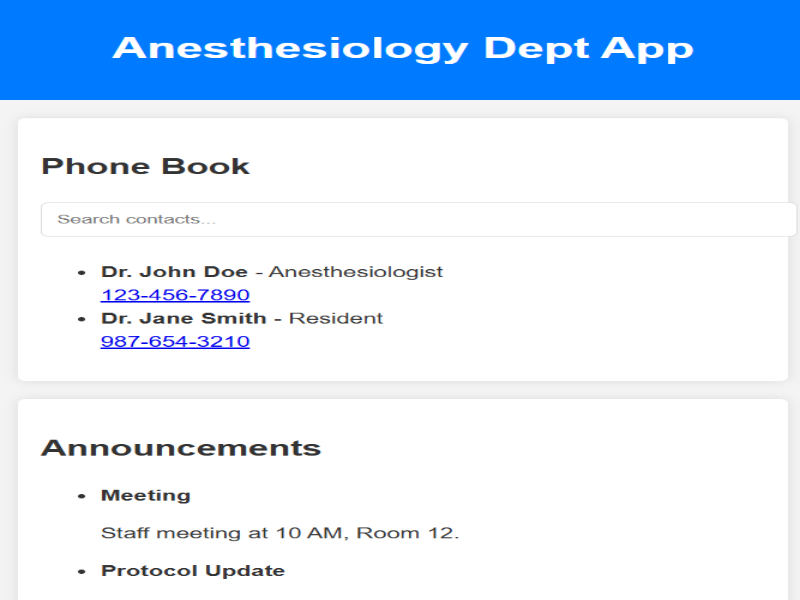 Anesthesiology Dept App
Phone Book
Search contacts...
Dr. John Doe - Anesthesiologist
123-456-7890
Dr. Jane Smith - Resident
987-654-3210
Announcements
Meeting
Staff meeting at 10 AM, Room 12.
Protocol Update